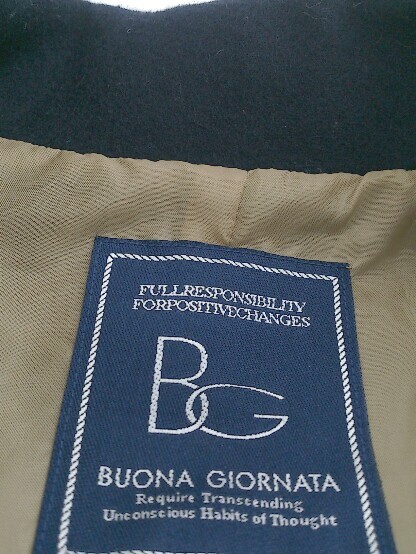 FULLRESPONSIBILITY
FORPOSITIVECHANGES
BG
BUONA GIORNATA
Require Transcending
Unconscious Habits of Thought